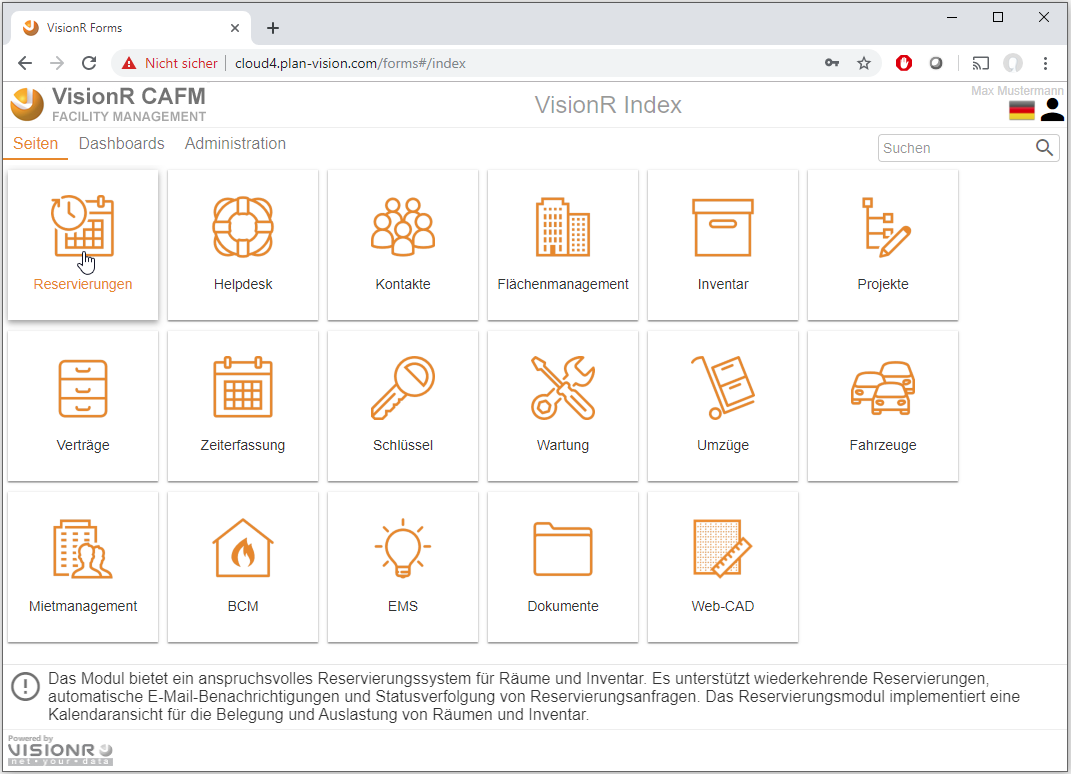 VisionR Forms
Nicht sicher cloud4.plan-vision.com/forms#/index
VisionR CAFM
FACILITY MANAGEMENT
VisionR Index
Max Mustermann
Seiten Dashboards Administration
Suchen
Reservierungen Helpdesk Kontakte Flächenmanagement Inventar Projekte
Verträge Zeiterfassung Schlüssel Wartung Umzüge Fahrzeuge
Mietmanagement BCM EMS Dokumente Web-CAD
Das Modul bietet ein anspruchsvolles Reservierungssystem für Räume und Inventar. Es unterstützt wiederkehrende Reservierungen,
automatische E-Mail-Benachrichtigungen und Statusverfolgung von Reservierungsanfragen. Das Reservierungsmodul implementiert eine
Kalendaransicht für die Belegung und Auslastung von Räumen und Inventar.
Powered by
VISIONR
net • your • data